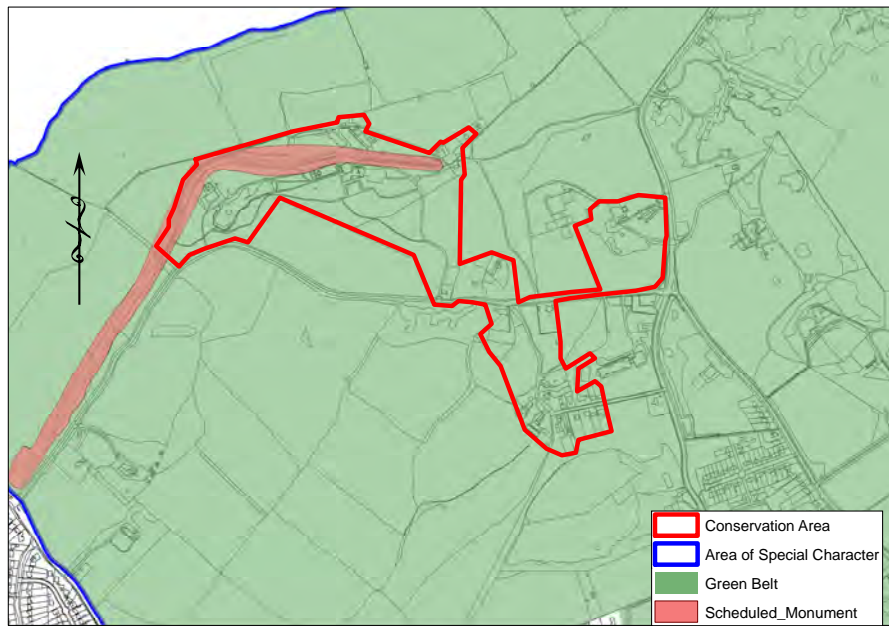 Conservation Area
Area of Special Character
Green Belt
Scheduled_Monument